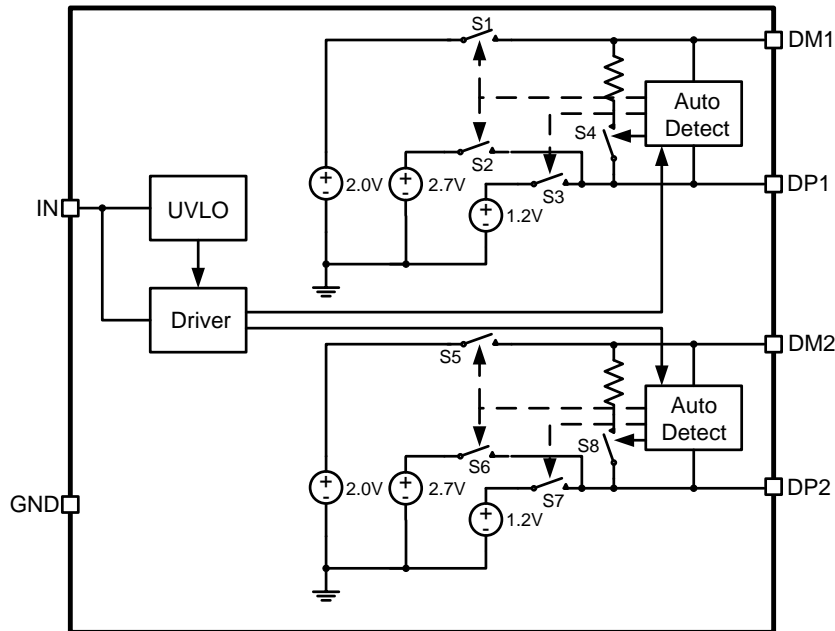 S1
DM1
Auto
Detect
S4
S2
2.0V
2.7V
S3
DP1
1.2V
IN
UVLO
Driver
DM2
S5
Auto
Detect
S8
S6
2.0V
2.7V
S7
DP2
1.2V
GND